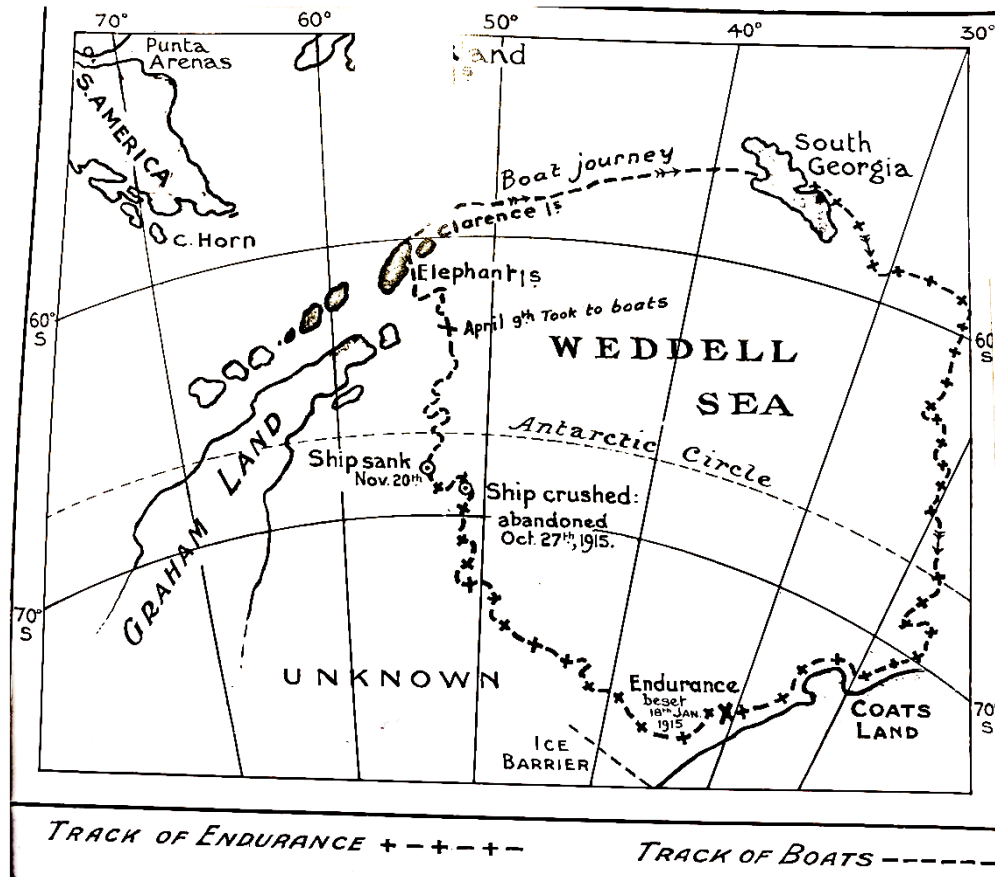 70°
60°
50°
40°
30°
Punta
Arenas
and
S. AMERICA
C. Horn
South
Georgia
Boat journey
Clarence Is
Elephant Is
April 9th Took to boats
60°
S
60
S
WEDDELL
SEA
Antarctic Circle
Ship sank
Nov. 20th
Ship crushed:
abandoned
Oct. 27th, 1915.
GRAHAM LAND
70°
S
UNKNOWN
Endurance
beset
18th JAN.
1915
COATS
LAND
70°
S
ICE
BARRIER
TRACK OF ENDURANCE
TRACK OF BOATS